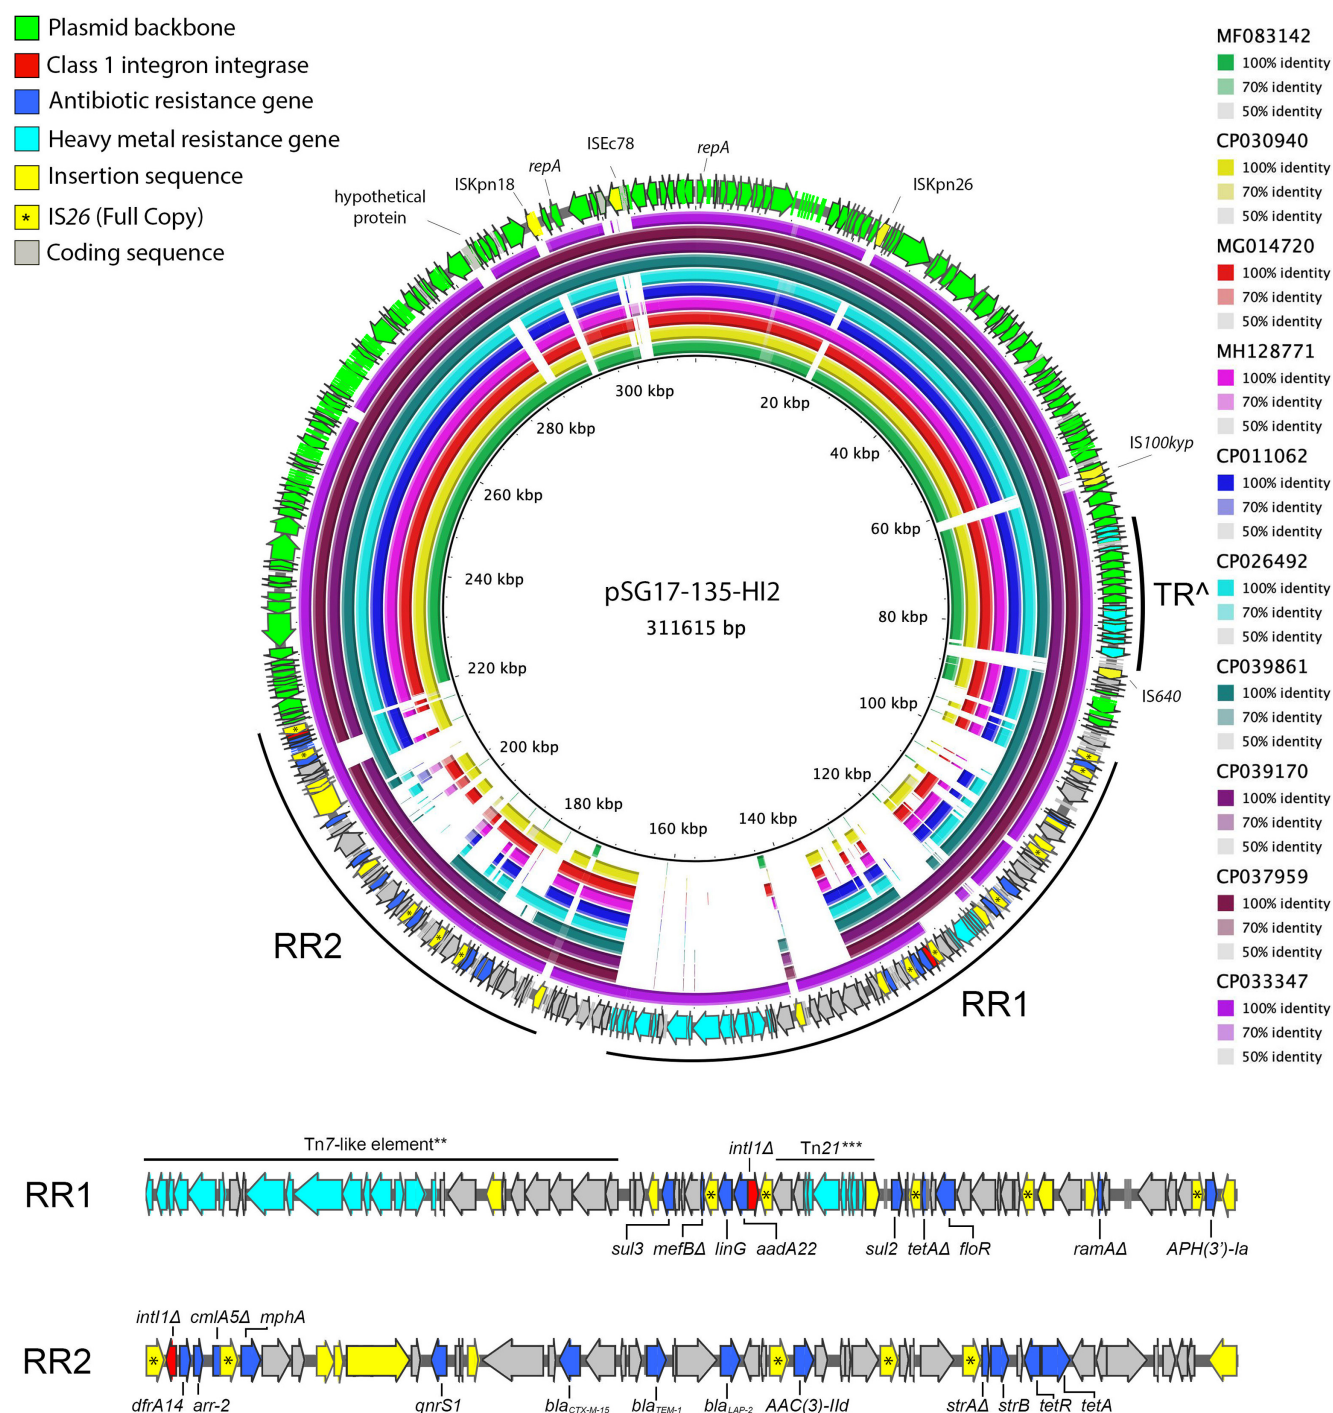 Plasmid backbone
Class 1 integron integrase
Antibiotic resistance gene
Heavy metal resistance gene
Insertion sequence
* IS26 (Full Copy)
Coding sequence
hypothetical
protein
ISKpn18
repA
ISEc78
repA
ISKpn26
IS100kyp
TR^
IS640
RR1
RR2
300 kbp
20 kbp
40 kbp
60 kbp
80 kbp
100 kbp
120 kbp
140 kbp
160 kbp
180 kbp
200 kbp
220 kbp
240 kbp
260 kbp
280 kbp
pSG17-135-HI2
311615 bp
MF083142
100% identity
70% identity
50% identity
CP030940
100% identity
70% identity
50% identity
MG014720
100% identity
70% identity
50% identity
MH128771
100% identity
70% identity
50% identity
CP011062
100% identity
70% identity
50% identity
CP026492
100% identity
70% identity
50% identity
CP039861
100% identity
70% identity
50% identity
CP039170
100% identity
70% identity
50% identity
CP037959
100% identity
70% identity
50% identity
CP033347
100% identity
70% identity
50% identity
Tn7-like element**
intI1Δ
Tn21***
RR1
* * * * *
sul3 mefBΔ linG aadA22 sul2 tetAΔ floR ramAΔ APH(3')-Ia
intI1Δ cmlA5Δ mphA
RR2
* * * * *
dfrA14 arr-2 qnrS1 blaCTX-M-15 blaTEM-1 blaLAP-2 AAC(3)-IId strAΔ strB tetR tetA